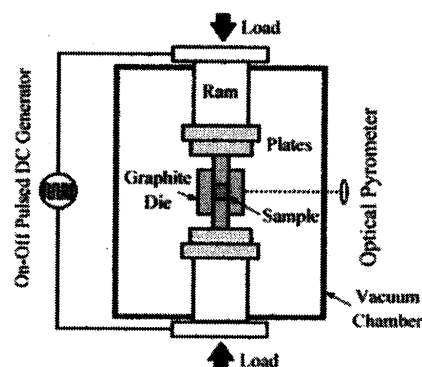 Load
Ram
Plates
Graphite
Die
Sample
On-Off Pulsed DC Generator
Optical Pyrometer
Vacuum
Chamber
Load